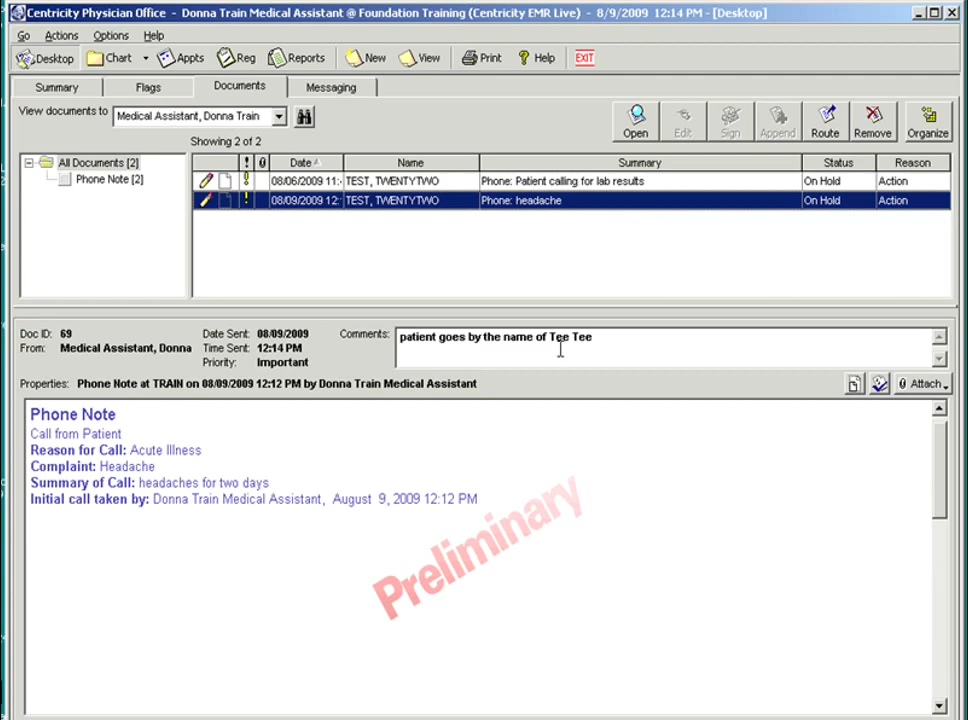 Centricity Physician Office - Donna Train Medical Assistant @ Foundation Training (Centricity EMR Live) - 8/9/2009 12:14 PM - [Desktop]
Go Actions Options Help
Desktop Chart Appts Reg Reports New View Print Help EXIT
Summary Flags Documents Messaging
View documents to Medical Assistant, Donna Train
Open Edit Sign Append Route Remove Organize
Showing 2 of 2
All Documents [2]
Phone Note [2]
! Date Name Summary Status Reason
08/06/2009 11: TEST, TWENTYTWO Phone: Patient calling for lab results On Hold Action
08/09/2009 12: TEST, TWENTYTWO Phone: headache On Hold Action
Doc ID: 69 Date Sent: 08/09/2009 Comments: patient goes by the name of Tee Tee
From: Medical Assistant, Donna Time Sent: 12:14 PM
Priority: Important
Properties: Phone Note at TRAIN on 08/09/2009 12:12 PM by Donna Train Medical Assistant Attach
Phone Note
Call from Patient
Reason for Call: Acute Illness
Complaint: Headache
Summary of Call: headaches for two days
Initial call taken by: Donna Train Medical Assistant, August 9, 2009 12:12 PM
Preliminary